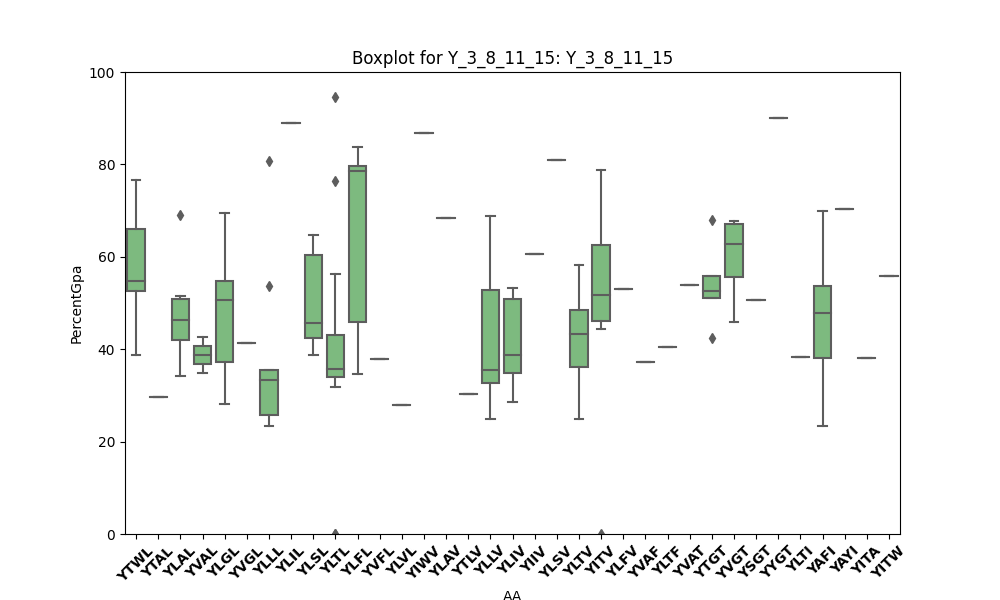 Boxplot for Y_3_8_11_15: Y_3_8_11_15
PercentGpa
100
80
60
40
20
0
YTWL YTAL YLAL YVAL YLGL YVGL YLLL YLIL YLSL YLTL YLFL YVFL YLVL YIWV YLAV YTLV YLLV YLIV YIIV YLSV YLTV YITV YLFV YVAF YLTF YVAT YTGT YVGT YSGT YYGT YLTI YAFI YAYI YITA YITW
AA